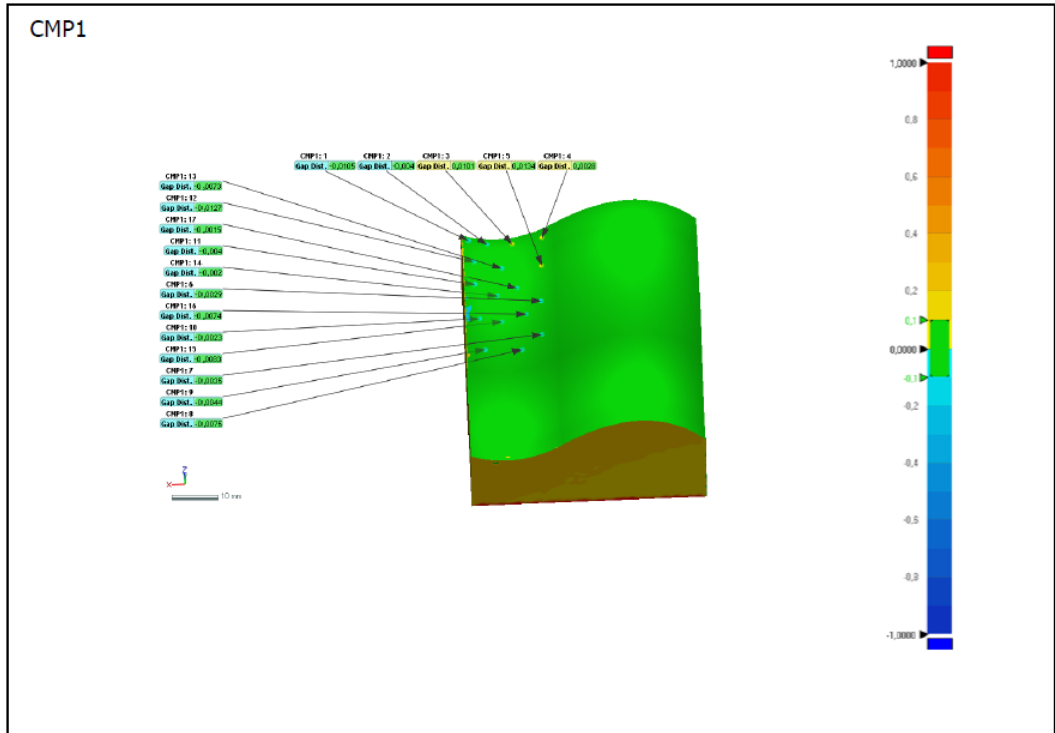 CMP1
CMP1: 1 CMP1: 2 CMP1: 3 CMP1: 5 CMP1: 4
Gap Dist. -0,0105 Gap Dist. -0,004 Gap Dist. 0,0101 Gap Dist. 0,0134 Gap Dist. 0,0028
CMP1: 13
Gap Dist. -0,0073
CMP1: 12
Gap Dist. -0,0127
CMP1: 17
Gap Dist. -0,0015
CMP1: 11
Gap Dist. -0,004
CMP1: 14
Gap Dist. -0,002
CMP1: 6
Gap Dist. -0,0029
CMP1: 16
Gap Dist. -0,0074
CMP1: 10
Gap Dist. -0,0023
CMP1: 15
Gap Dist.
CMP1: 7
Gap Dist.
CMP1: 9
Gap Dist. -0,0044
CMP1: 8
Gap Dist. -0,0075
Z
X
10 mm
1,0000
0,8
0,6
0,4
0,2
0,1
0,0000
-0,1
-0,2
-0,4
-0,6
-0,8
-1,0000